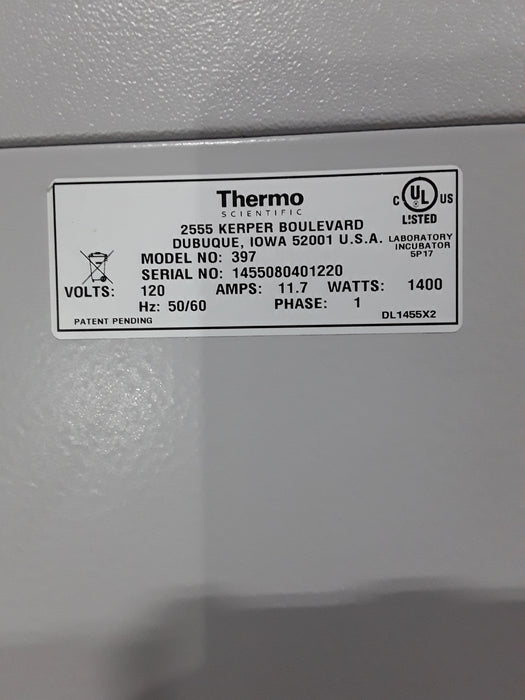 Thermo
SCIENTIFIC
2555 KERPER BOULEVARD
DUBUQUE, IOWA 52001 U.S.A.
C UL US
LISTED
LABORATORY
INCUBATOR
5P17
MODEL NO: 397
SERIAL NO: 1455080401220
VOLTS: 120 AMPS: 11.7 WATTS: 1400
Hz: 50/60 PHASE: 1
PATENT PENDING
DL1455X2